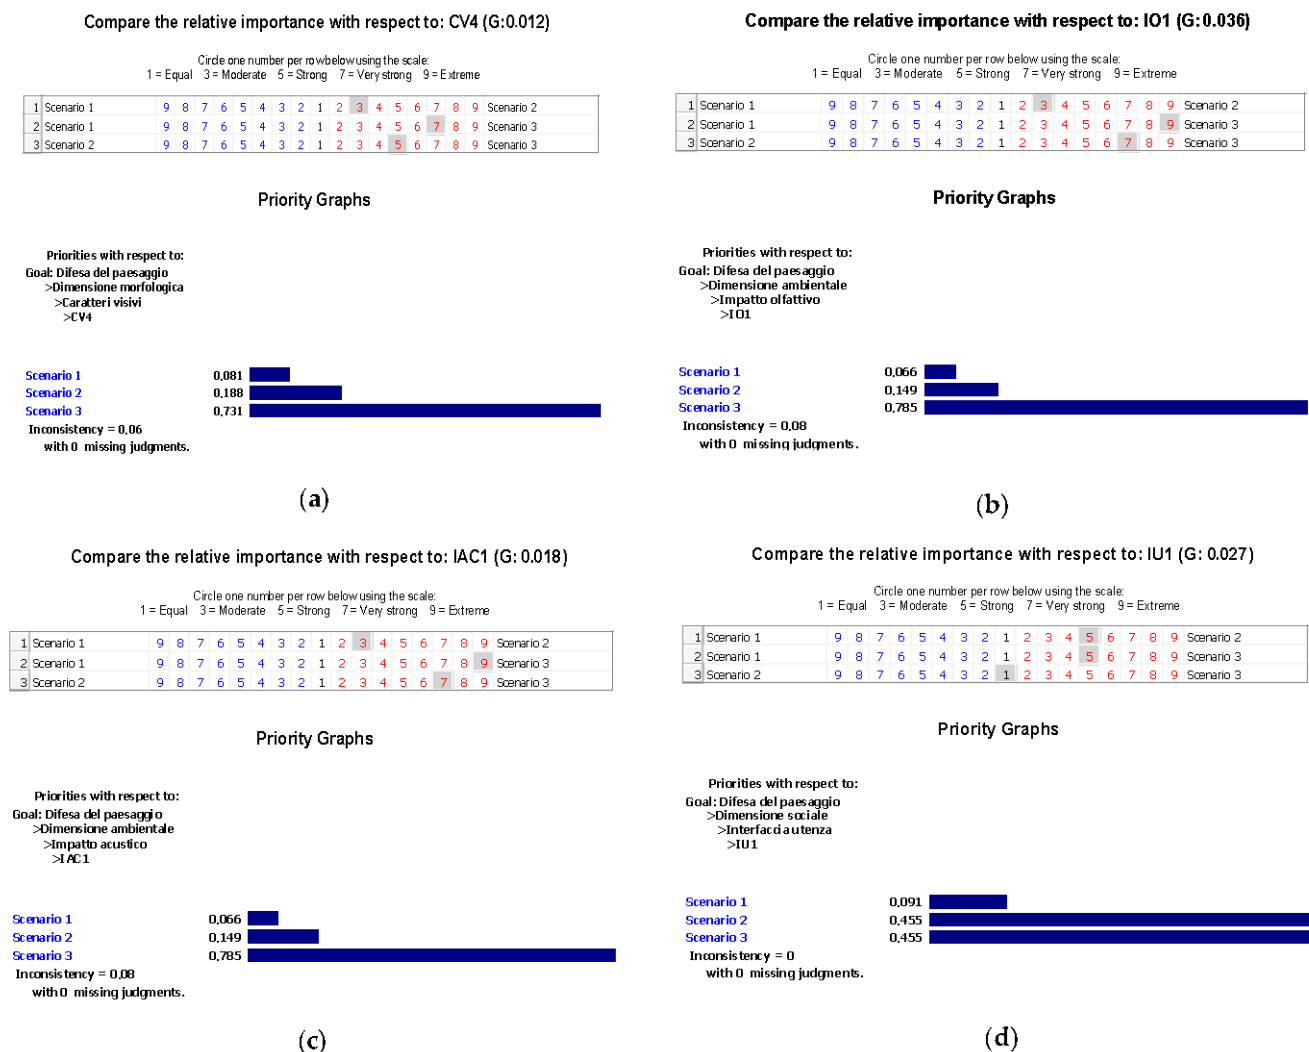 Compare the relative importance with respect to: CV4 (G:0.012)
Circle one number per row below using the scale:
1 = Equal 3 = Moderate 5 = Strong 7 = Very strong 9 = Extreme
1 Scenario 1 9 8 7 6 5 4 3 2 1 2 3 4 5 6 7 8 9 Scenario 2
2 Scenario 1 9 8 7 6 5 4 3 2 1 2 3 4 5 6 7 8 9 Scenario 3
3 Scenario 2 9 8 7 6 5 4 3 2 1 2 3 4 5 6 7 8 9 Scenario 3
Priority Graphs
Priorities with respect to:
Goal: Difesa del paesaggio
>Dimensione morfologica
>Caratteri visivi
>CV4
Scenario 1 0,081
Scenario 2 0,188
Scenario 3 0,731
Inconsistency = 0,06
with 0 missing judgments.
(a)
Compare the relative importance with respect to: IO1 (G:0.036)
Circle one number per row below using the scale:
1 = Equal 3 = Moderate 5 = Strong 7 = Very strong 9 = Extreme
1 Scenario 1 9 8 7 6 5 4 3 2 1 2 3 4 5 6 7 8 9 Scenario 2
2 Scenario 1 9 8 7 6 5 4 3 2 1 2 3 4 5 6 7 8 9 Scenario 3
3 Scenario 2 9 8 7 6 5 4 3 2 1 2 3 4 5 6 7 8 9 Scenario 3
Priority Graphs
Priorities with respect to:
Goal: Difesa del paesaggio
>Dimensione ambientale
>Impatto olfattivo
>IO1
Scenario 1 0,066
Scenario 2 0,149
Scenario 3 0,785
Inconsistency = 0,08
with 0 missing judgments.
(b)
Compare the relative importance with respect to: IAC1 (G: 0.018)
Circle one number per row below using the scale:
1 = Equal 3 = Moderate 5 = Strong 7 = Very strong 9 = Extreme
1 Scenario 1 9 8 7 6 5 4 3 2 1 2 3 4 5 6 7 8 9 Scenario 2
2 Scenario 1 9 8 7 6 5 4 3 2 1 2 3 4 5 6 7 8 9 Scenario 3
3 Scenario 2 9 8 7 6 5 4 3 2 1 2 3 4 5 6 7 8 9 Scenario 3
Priority Graphs
Priorities with respect to:
Goal: Difesa del paesaggio
>Dimensione ambientale
>Impatto acustico
>IAC1
Scenario 1 0,066
Scenario 2 0,149
Scenario 3 0,785
Inconsistency = 0,08
with 0 missing judgments.
(c)
Compare the relative importance with respect to: IU1 (G: 0.027)
Circle one number per row below using the scale:
1 = Equal 3 = Moderate 5 = Strong 7 = Very strong 9 = Extreme
1 Scenario 1 9 8 7 6 5 4 3 2 1 2 3 4 5 6 7 8 9 Scenario 2
2 Scenario 1 9 8 7 6 5 4 3 2 1 2 3 4 5 6 7 8 9 Scenario 3
3 Scenario 2 9 8 7 6 5 4 3 2 1 2 3 4 5 6 7 8 9 Scenario 3
Priority Graphs
Priorities with respect to:
Goal: Difesa del paesaggio
>Dimensione sociale
>Interfaccia utenza
>IU1
Scenario 1 0,091
Scenario 2 0,455
Scenario 3 0,455
Inconsistency = 0
with 0 missing judgments.
(d)